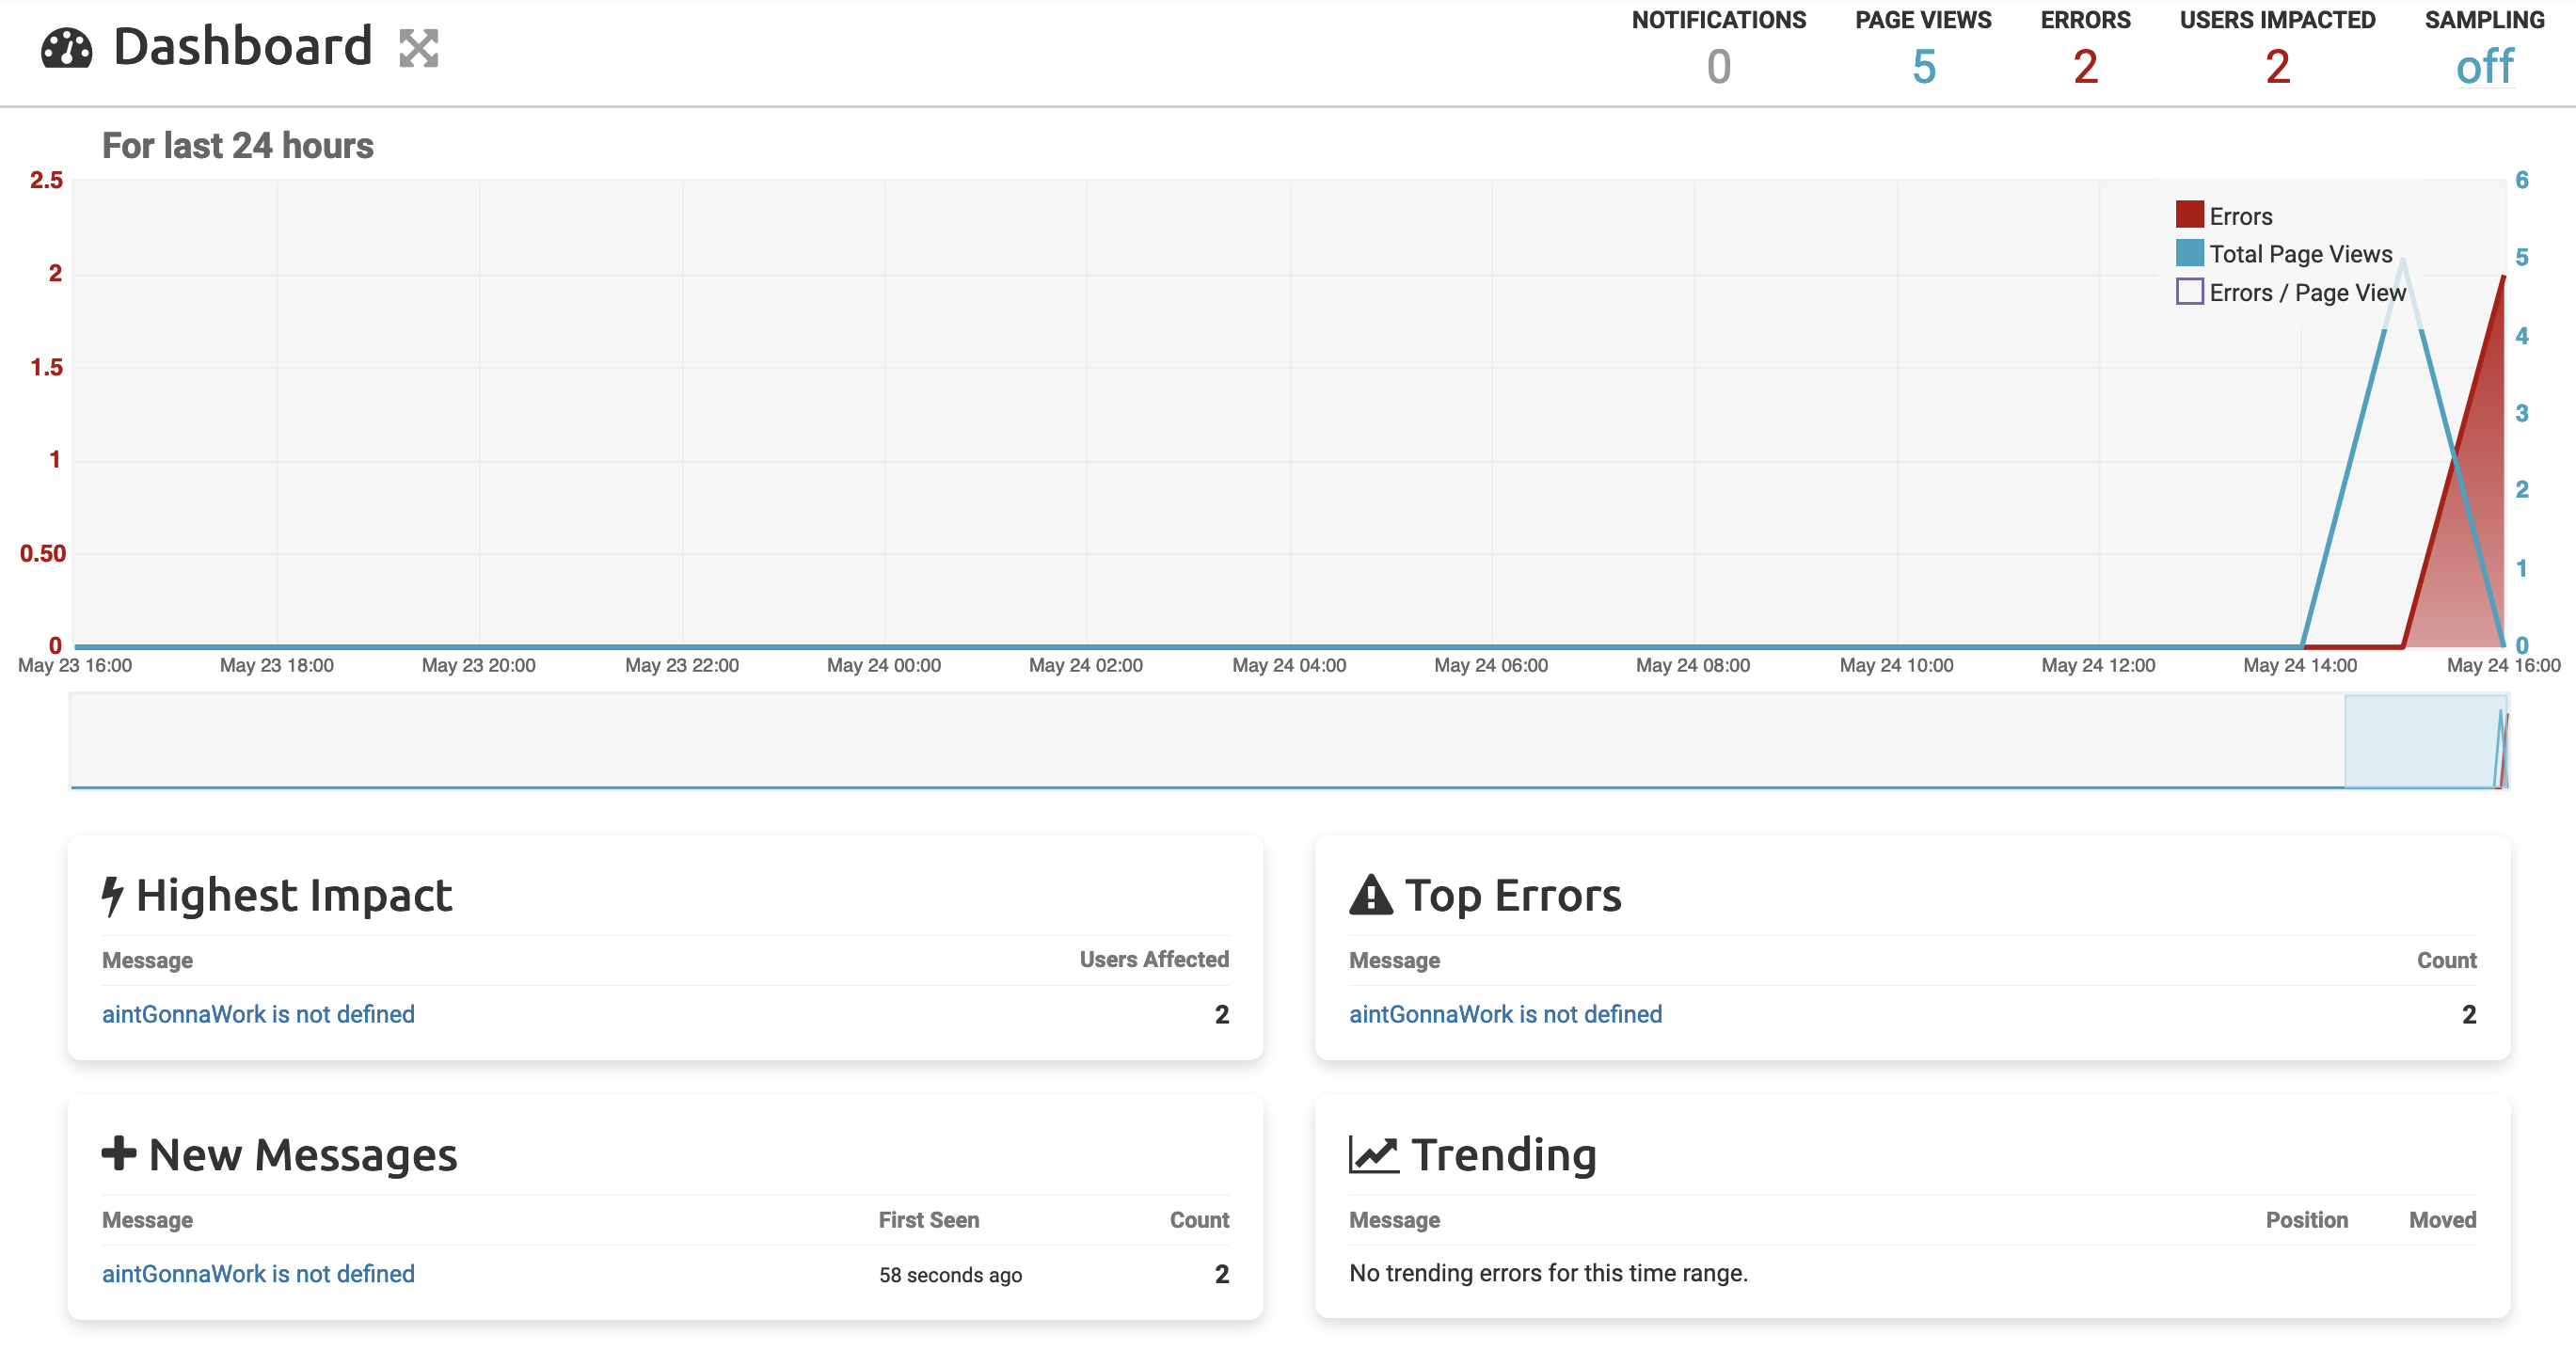 Dashboard
NOTIFICATIONS PAGE VIEWS ERRORS USERS IMPACTED SAMPLING
0 5 2 2 off
For last 24 hours
2.5 6
2 5
1.5 4
1 3
0.50 2
0 1
0
Errors
Total Page Views
Errors / Page View
May 23 16:00 May 23 18:00 May 23 20:00 May 23 22:00 May 24 00:00 May 24 02:00 May 24 04:00 May 24 06:00 May 24 08:00 May 24 10:00 May 24 12:00 May 24 14:00 May 24 16:00
Highest Impact
Message Users Affected
aintGonnaWork is not defined 2
Top Errors
Message Count
aintGonnaWork is not defined 2
New Messages
Message First Seen Count
aintGonnaWork is not defined 58 seconds ago 2
Trending
Message Position Moved
No trending errors for this time range.